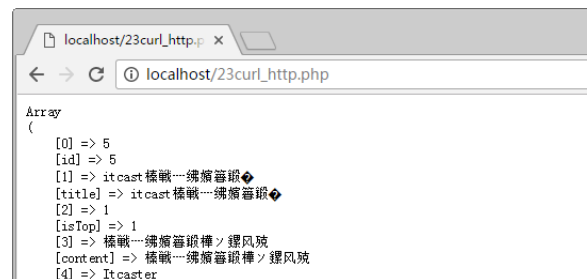 localhost/23curl_http.p
localhost/23curl_http.php
Array
(
[0] => 5
[id] => 5
[1] => itcast榛戦┈绋嬪簭鍛�
[title] => itcast榛戦┈绋嬪簭鍛�
[2] => 1
[isTop] => 1
[3] => 榛戦┈绋嬪簭鍛樺ソ鏍风殑
[content] => 榛戦┈绋嬪簭鍛樺ソ鏍风殑
[4] => Itcaster